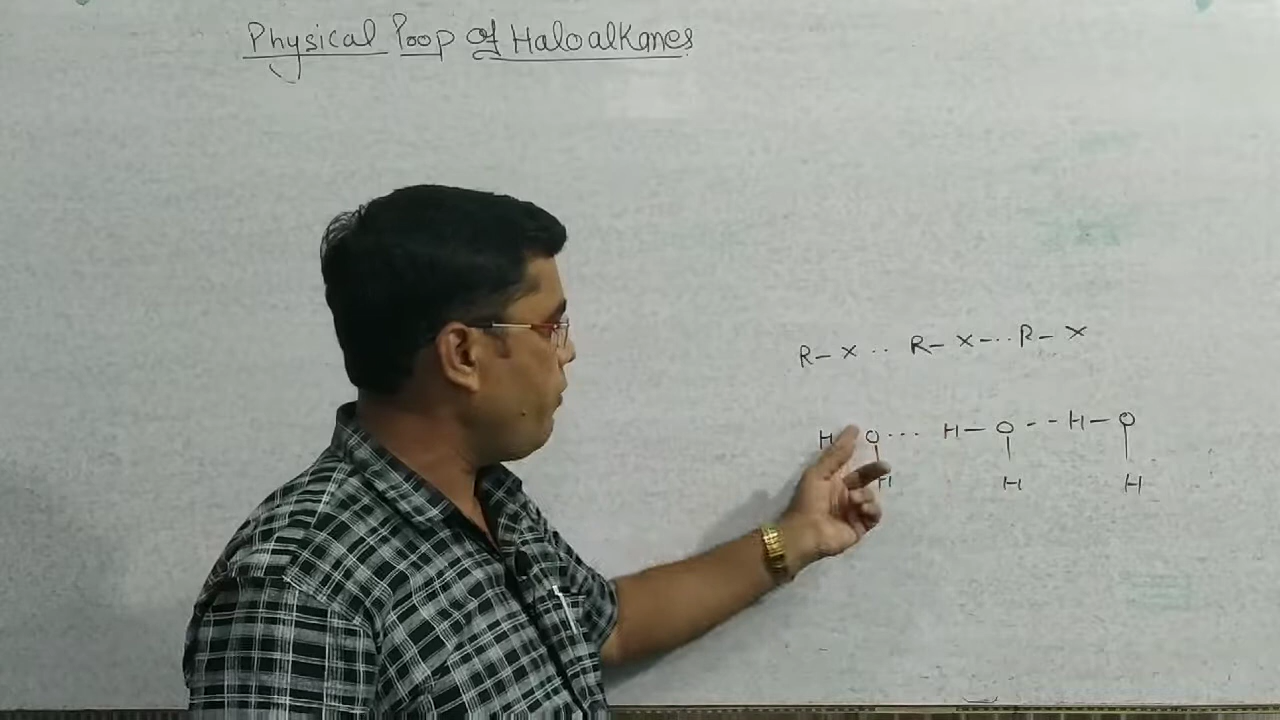 Physical Poop of Haloalkanes
R-X... R-X-... R-X
H O... H-O---H-O
H H H